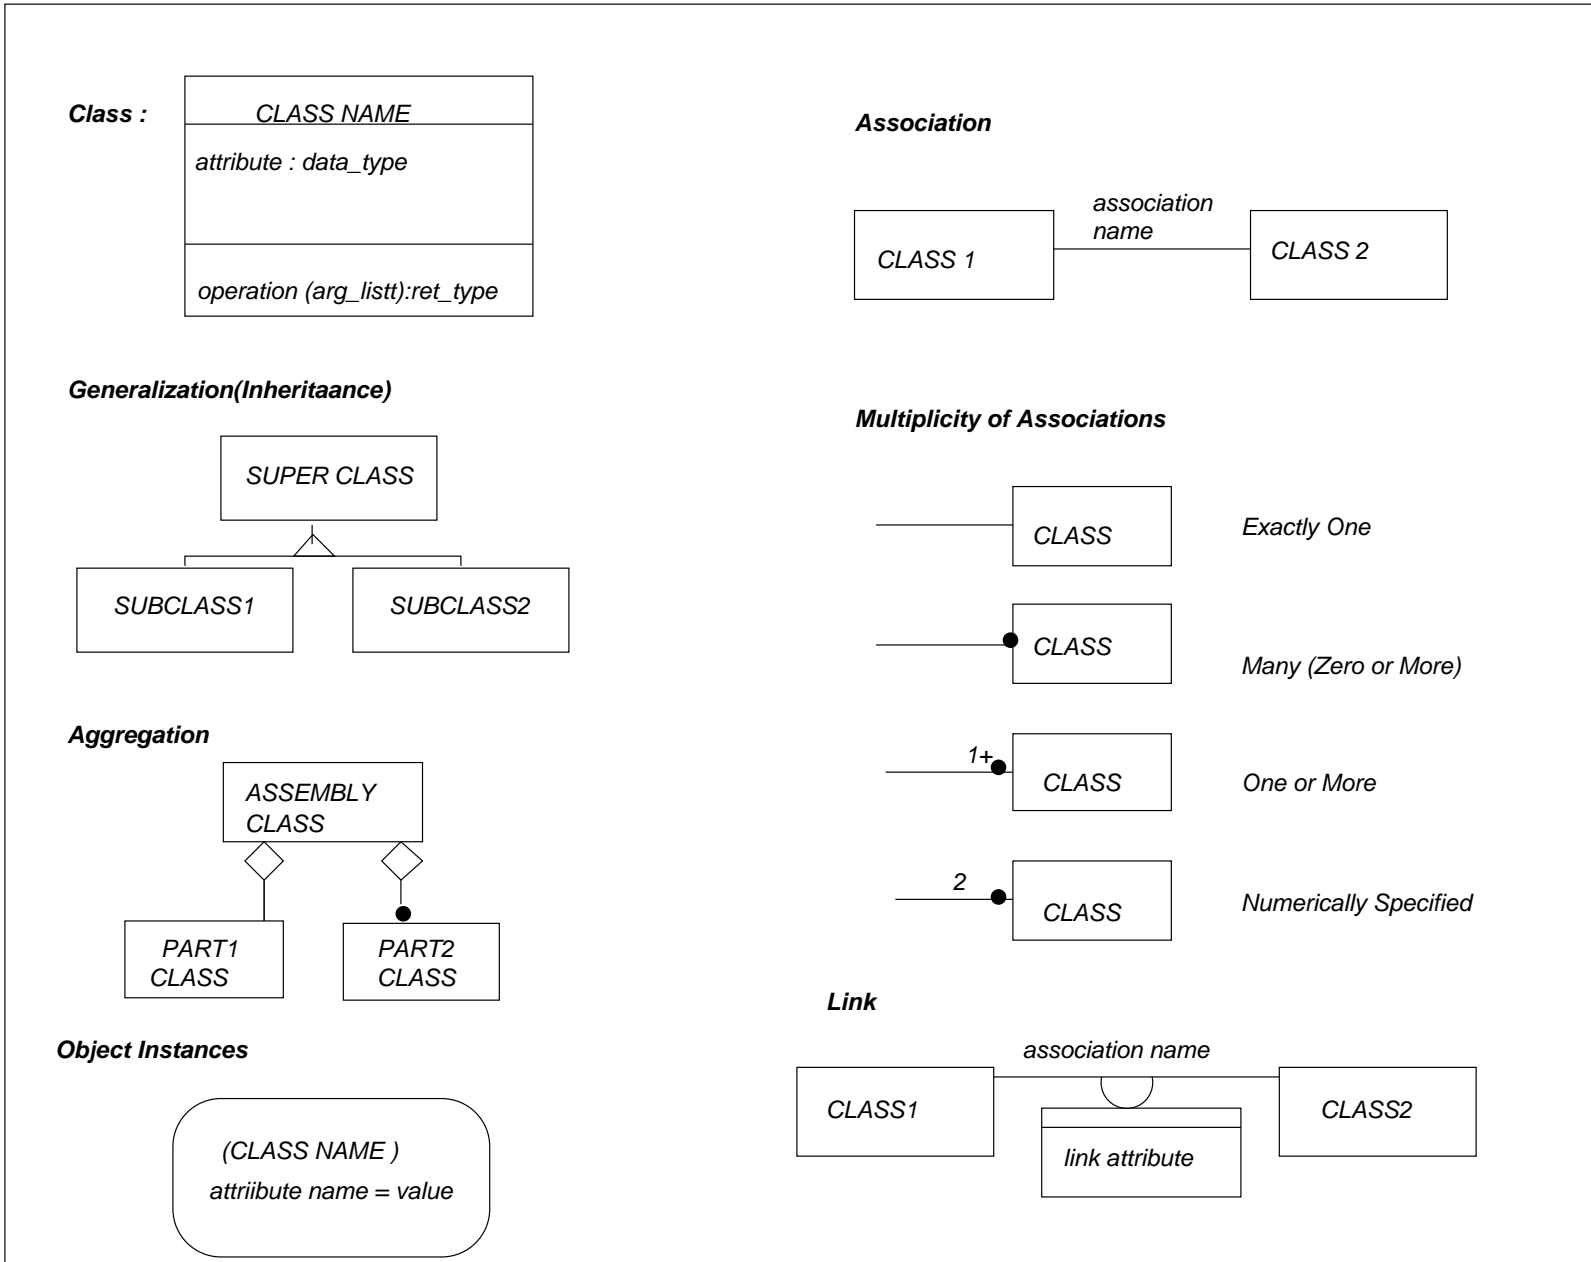 Class :
CLASS NAME
attribute : data_type
operation (arg_listt):ret_type
Generalization(Inheritaance)
SUPER CLASS
SUBCLASS1
SUBCLASS2
Aggregation
ASSEMBLY
CLASS
PART1
CLASS
PART2
CLASS
Object Instances
(CLASS NAME )
attriibute name = value
Association
association
name
CLASS 1
CLASS 2
Multiplicity of Associations
CLASS
Exactly One
CLASS
Many (Zero or More)
1+
CLASS
One or More
2
CLASS
Numerically Specified
Link
association name
CLASS1
CLASS2
link attribute